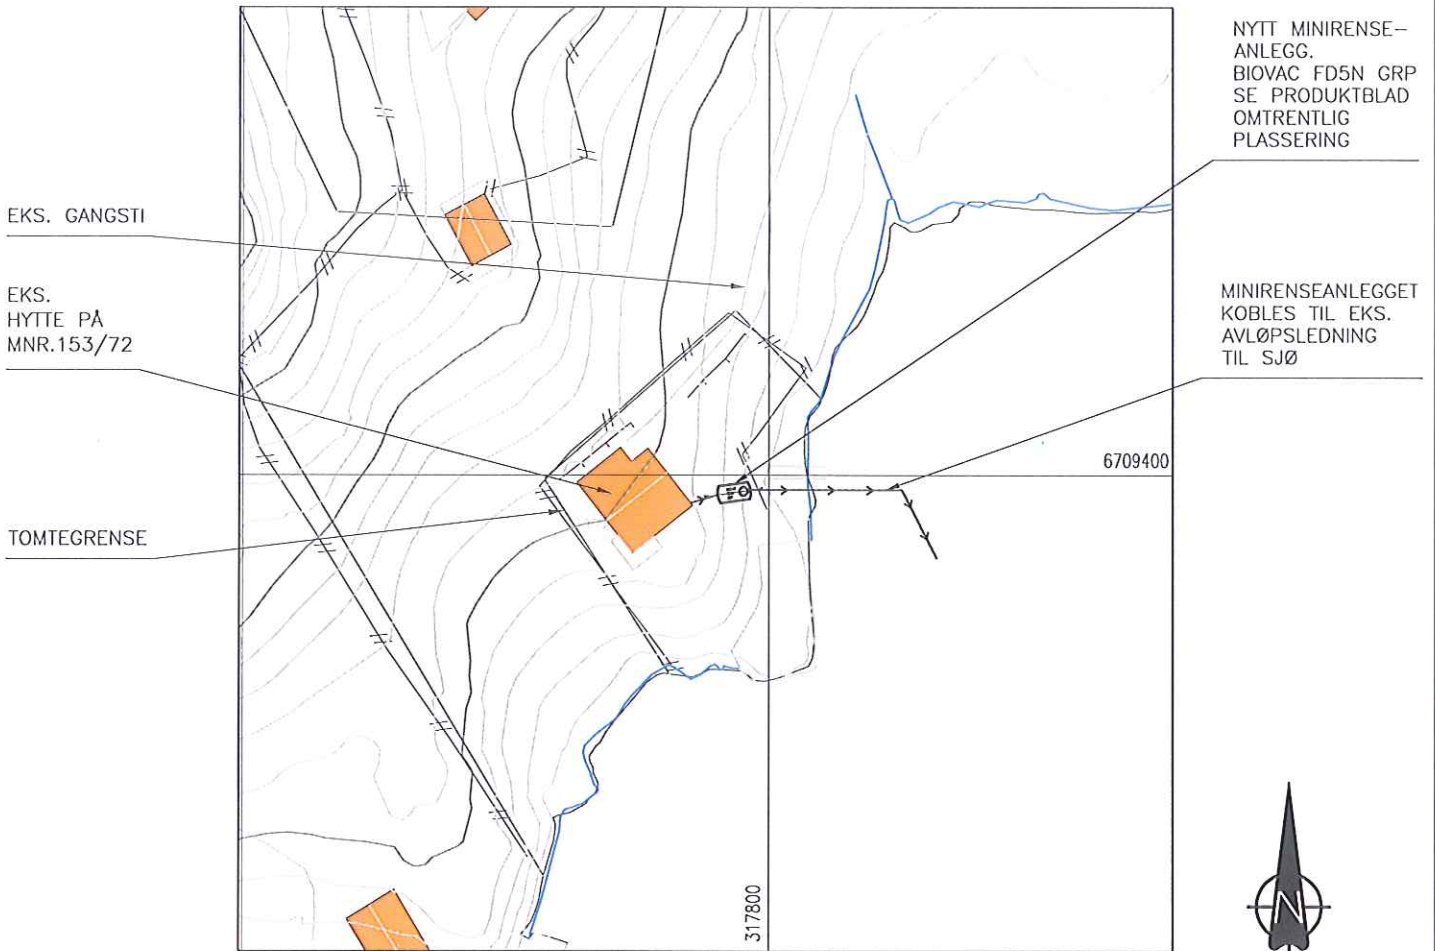 NYTT MINIRENSE-
ANLEGG.
BIOVAC FD5N GRP
SE PRODUKTBLAD
OMTRENTLIG
PLASSERING
EKS. GANGSTI
EKS.
HYTTE PÅ
MNR.153/72
MINIRENSEANLEGGET
KOBLES TIL EKS.
AVLØPSLEDNING
TIL SJØ
6709400
TOMTEGRENSE
317800
N